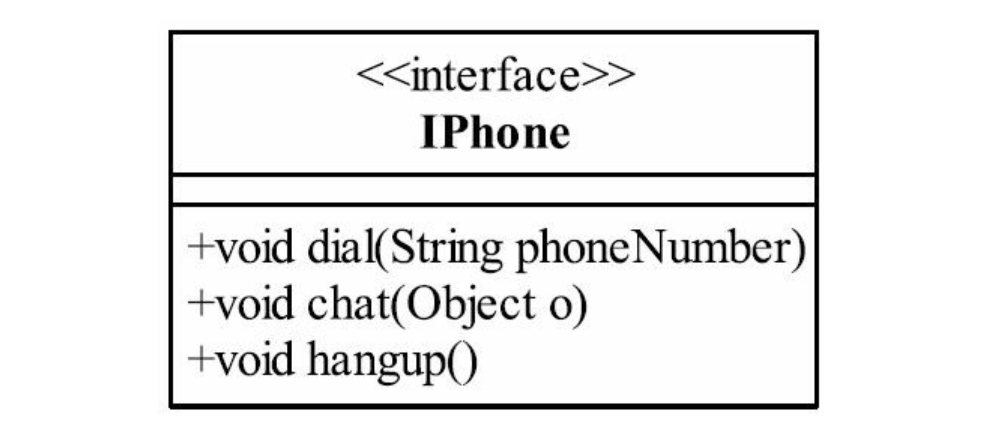 <<interface>>
IPhone
+void dial(String phoneNumber)
+void chat(Object o)
+void hangup()